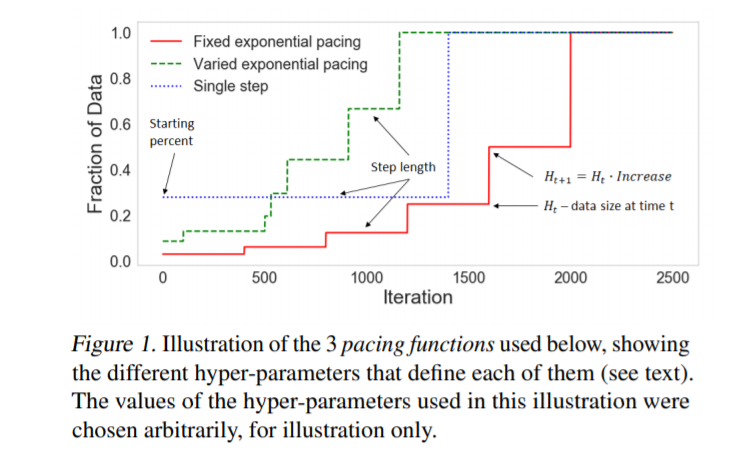 1.0
0.8
0.6
0.4
0.2
0.0
Fraction of Data
Fixed exponential pacing
Varied exponential pacing
Single step
Starting
percent
Step length
Hₜ₊₁ = Hₜ · Increase
Hₜ – data size at time t
0 500 1000 1500 2000 2500
Iteration
Figure 1. Illustration of the 3 pacing functions used below, showing
the different hyper-parameters that define each of them (see text).
The values of the hyper-parameters used in this illustration were
chosen arbitrarily, for illustration only.